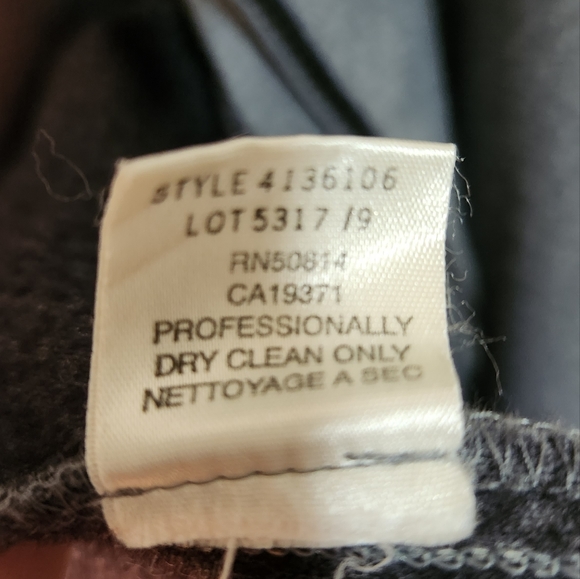 STYLE 4136106
LOT 5317 /9
RN50814
CA19371
PROFESSIONALLY
DRY CLEAN ONLY
NETTOYAGE A SEC